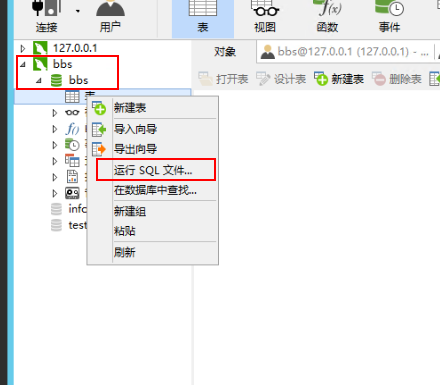 连接
用户
表
视图
函数
事件
127.0.0.1
bbs
bbs
对象
bbs@127.0.0.1 (127.0.0.1) - ...
打开表
设计表
新建表
删除表
新建表
导入向导
导出向导
运行 SQL 文件...
在数据库中查找...
新建组
粘贴
刷新
info
test